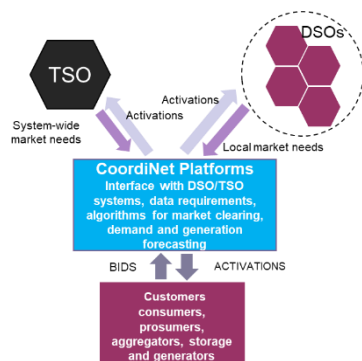 DSOs
TSO
Activations
Activations
System-wide
market needs
Local market needs
CoordiNet Platforms
Interface with DSO/TSO
systems, data requirements,
algorithms for market clearing,
demand and generation
forecasting
BIDS
ACTIVATIONS
Customers
consumers,
prosumers,
aggregators, storage
and generators